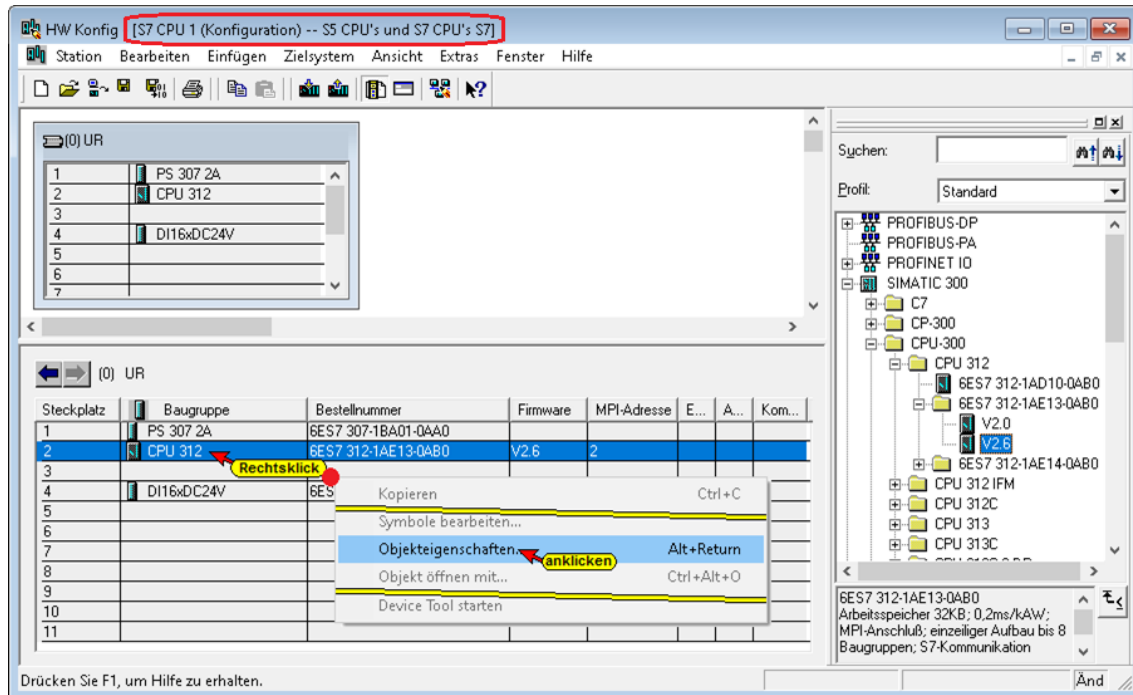 HW Konfig [S7 CPU 1 (Konfiguration) -- S5 CPU's und S7 CPU's S7]
Station Bearbeiten Einfügen Zielsystem Ansicht Extras Fenster Hilfe
(0) UR
1 PS 307 2A
2 CPU 312
3
4 DI16xDC24V
5
6
7
Suchen:
Profil: Standard
PROFIBUS-DP
PROFIBUS-PA
PROFINET IO
SIMATIC 300
C7
CP-300
CPU-300
CPU 312
6ES7 312-1AD10-0AB0
6ES7 312-1AE13-0AB0
V2.0
V2.6
6ES7 312-1AE14-0AB0
CPU 312 IFM
CPU 312C
CPU 313
CPU 313C
6ES7 312-1AE13-0AB0
Arbeitsspeicher 32KB; 0,2ms/kAW;
MPI-Anschluß; einzeiliger Aufbau bis 8
Baugruppen; S7-Kommunikation
(0) UR
Steckplatz Baugruppe Bestellnummer Firmware MPI-Adresse E... A... Kom...
1 PS 307 2A 6ES7 307-1BA01-0AA0
2 CPU 312 6ES7 312-1AE13-0AB0 V2.6 2
3
4 DI16xDC24V 6ES
5
6
7
8
9
10
11
Rechtsklick
Kopieren Ctrl+C
Symbole bearbeiten...
Objekteigenschaften... Alt+Return
anklicken
Objekt öffnen mit... Ctrl+Alt+O
Device Tool starten
Drücken Sie F1, um Hilfe zu erhalten.
Änd